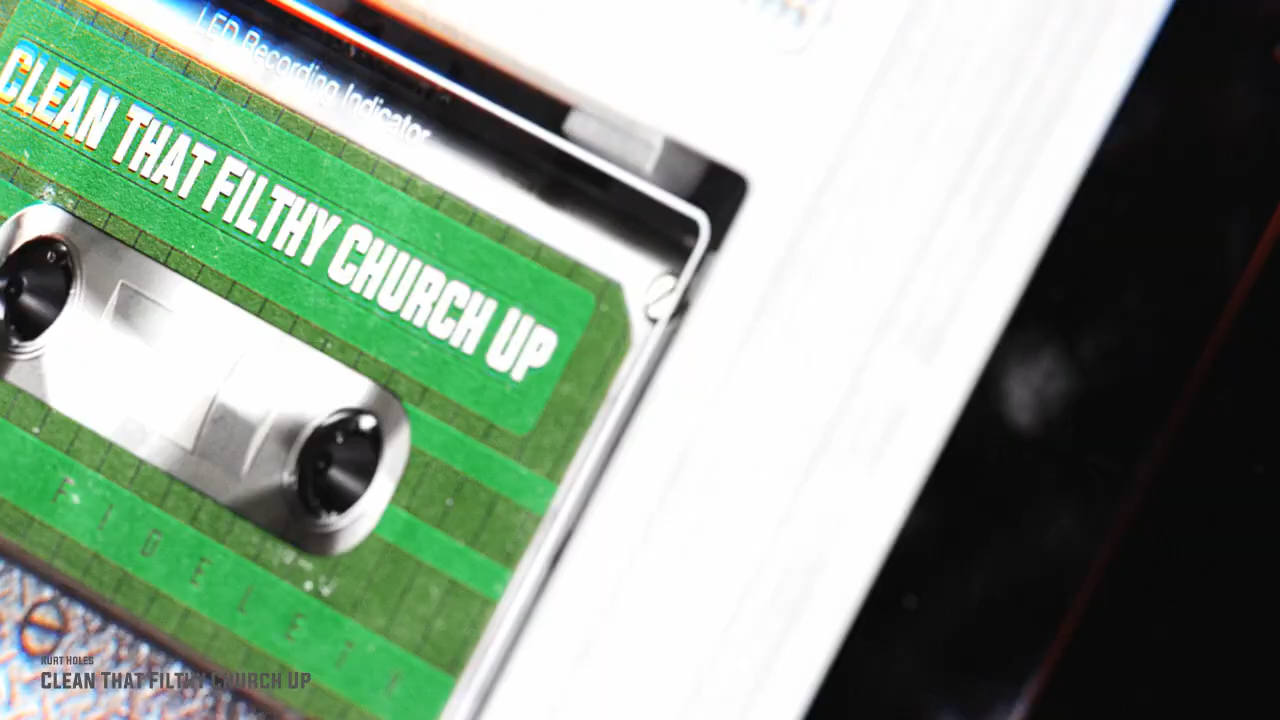 LED Recording Indicator
CLEAN THAT FILTHY CHURCH UP
FIDELITY
KURT HOLES
CLEAN THAT FILTHY CHURCH UP